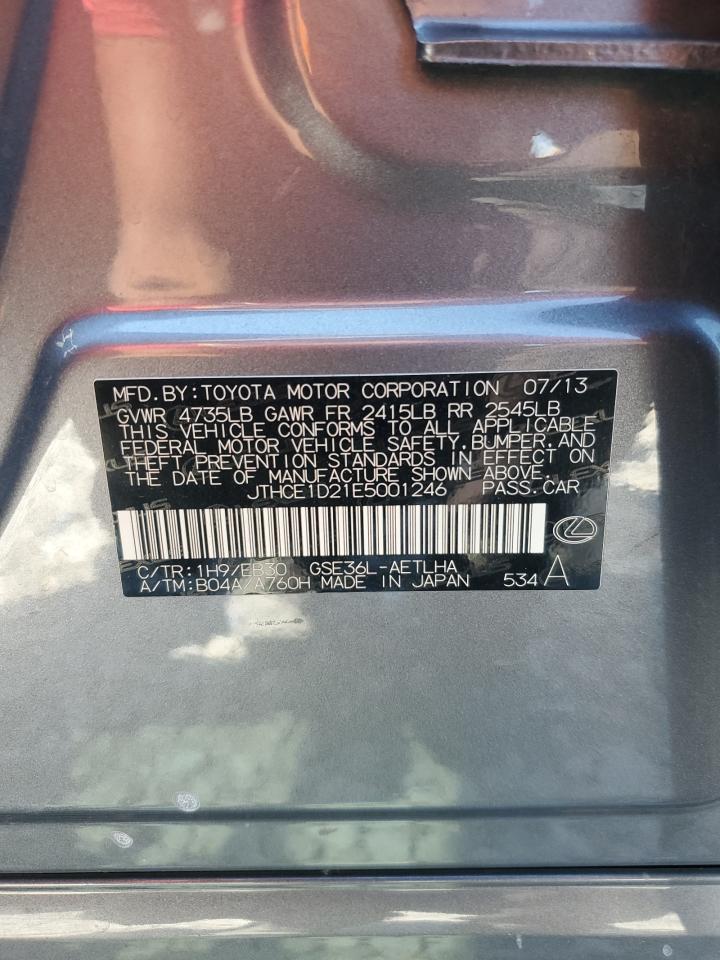 MFD.BY:TOYOTA MOTOR CORPORATION 07/13
GVWR 4735LB GAWR FR 2415LB RR 2545LB
THIS VEHICLE CONFORMS TO ALL APPLICABLE
FEDERAL MOTOR VEHICLE SAFETY,BUMPER,AND
THEFT PREVENTION STANDARDS IN EFFECT ON
THE DATE OF MANUFACTURE SHOWN ABOVE.
JTHCE1D21E5001246 PASS.CAR
C/TR:1H9/EB30 GSE36L-AETLHA
A/TM:B04A/A760H MADE IN JAPAN 534 A